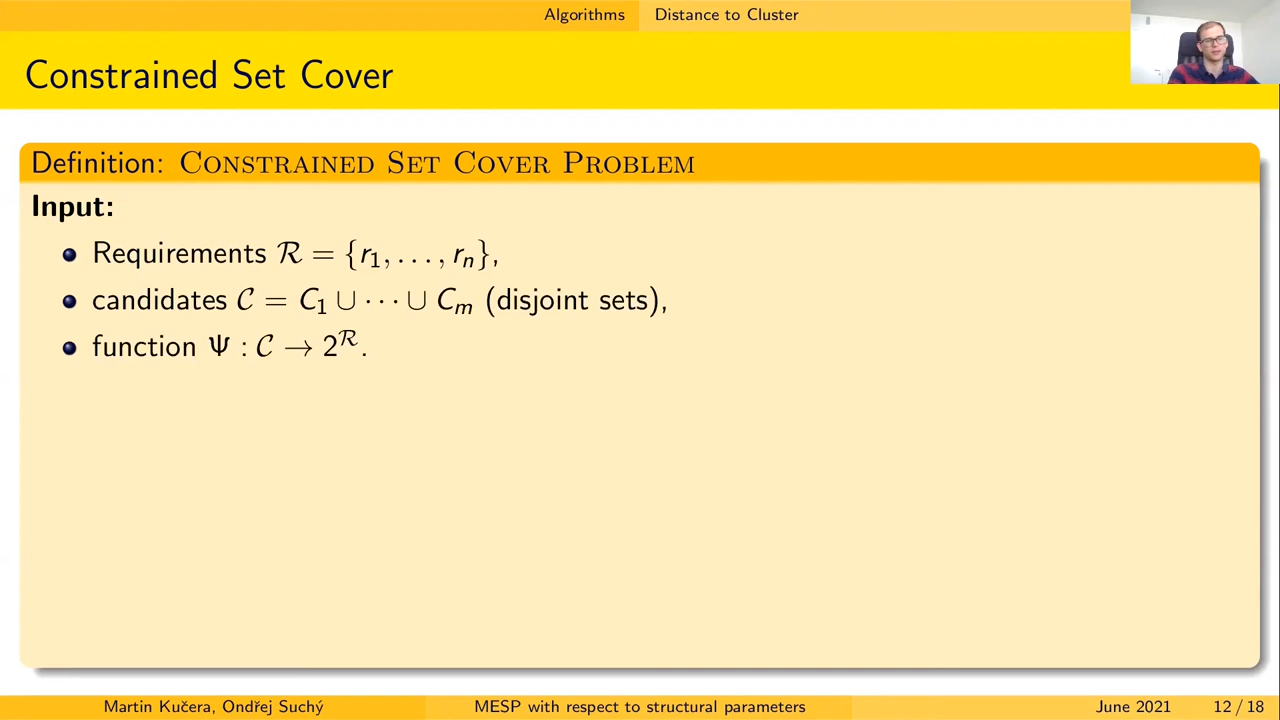 Algorithms Distance to Cluster
Constrained Set Cover
Definition: Constrained Set Cover Problem
Input:
Requirements ℛ = {r₁, . . . , rₙ},
candidates 𝒞 = C₁ ∪ · · · ∪ Cₘ (disjoint sets),
function Ψ : 𝒞 → 2^ℛ.
Martin Kučera, Ondřej Suchý MESP with respect to structural parameters June 2021 12 / 18